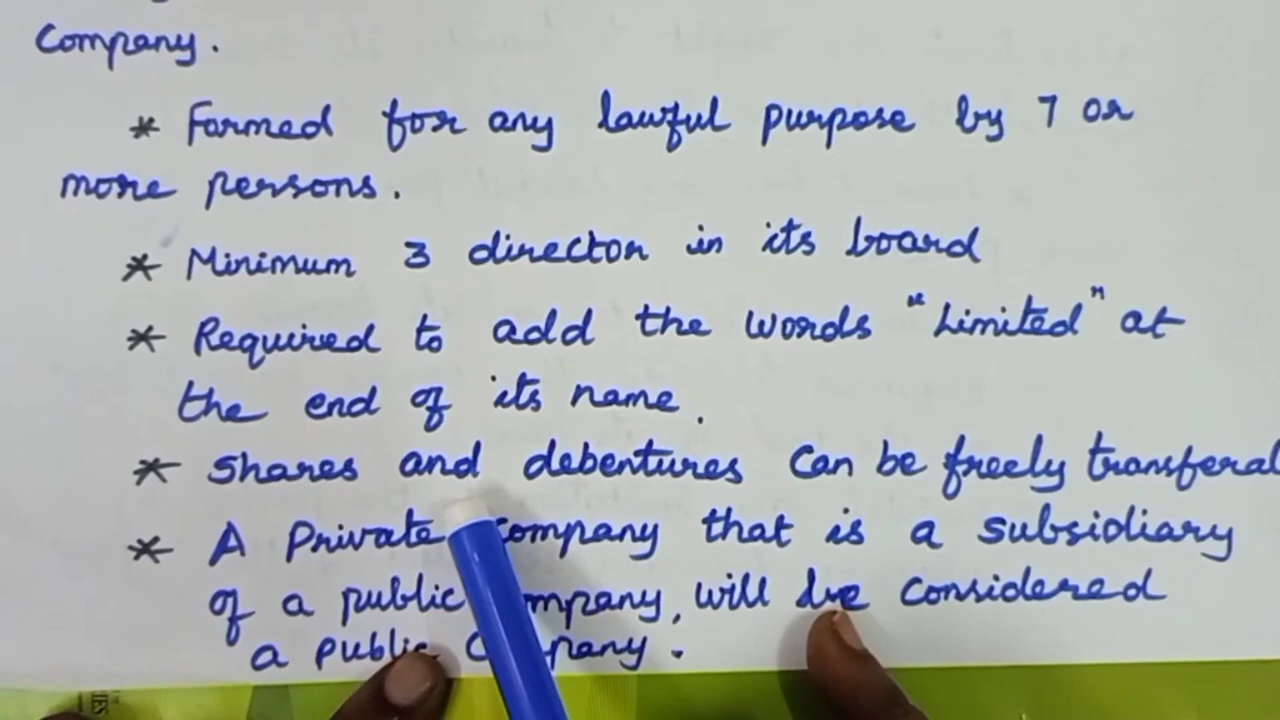 Company.
* Formed for any lawful purpose by 7 or
more persons.
* Minimum 3 director in its board
* Required to add the words "Limited" at
the end of its name.
* Shares and debentures can be freely transferal
* A Private company that is a subsidiary
of a public company, will be considered
a public company.